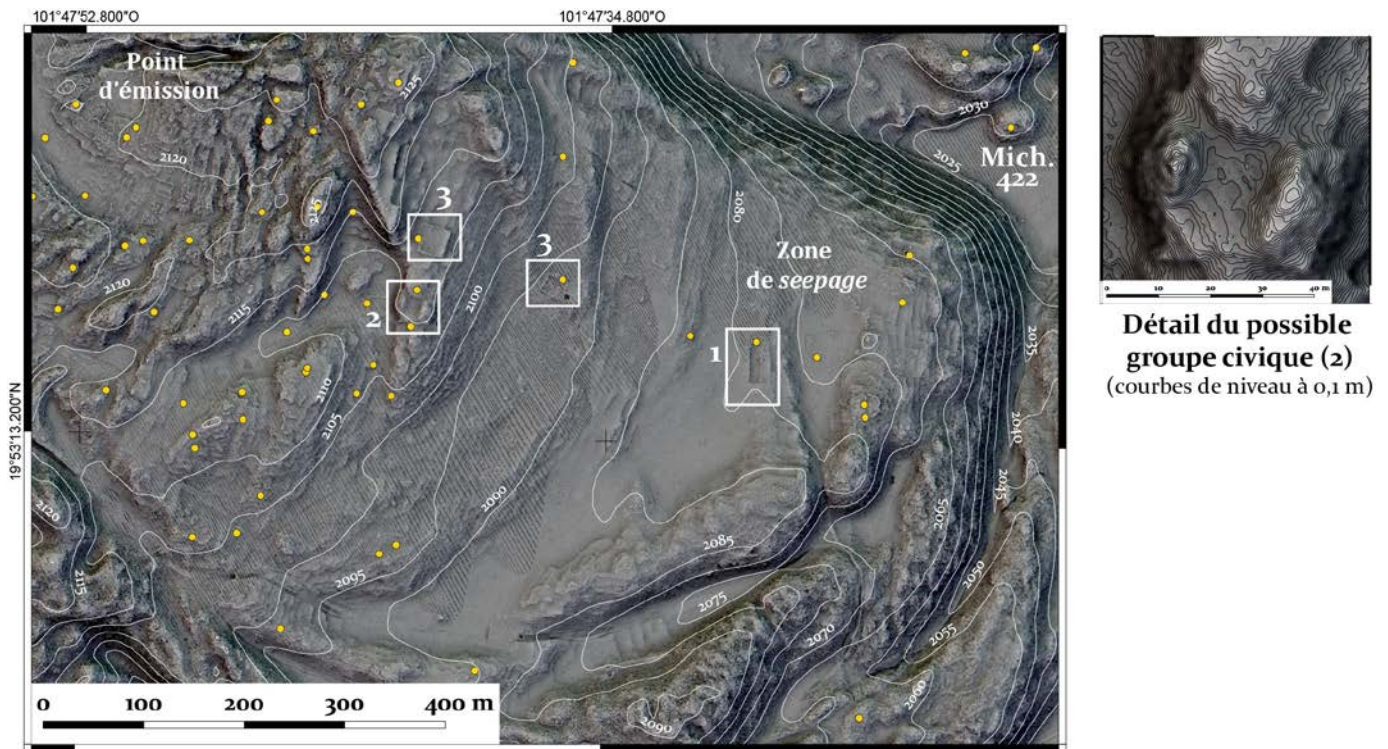 101°47'52.800"O
101°47'34.800"O
19°53'13.200"N
Point
d'émission
2125
2120
2125
2120
2115
2120
2110
2105
2100
2000
2095
2115
2080
Zone
de seepage
3
3
2
1
2030
2025
Mich.
422
2035
2040
2045
2065
2050
2055
2085
2075
2070
2060
2090
0 100 200 300 400 m
0 10 20 30 40 m
Détail du possible
groupe civique (2)
(courbes de niveau à 0,1 m)